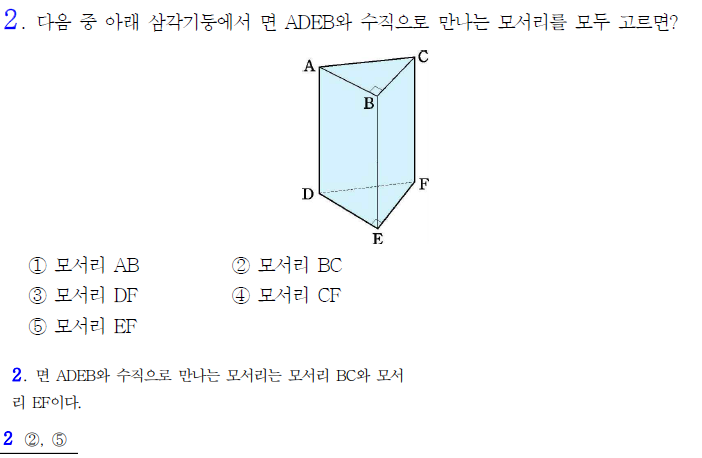 2. 다음 중 아래 삼각기둥에서 면 ADEB와 수직으로 만나는 모서리를 모두 고르면?
C
A
B
F
D
E
① 모서리 AB ② 모서리 BC
③ 모서리 DF ④ 모서리 CF
⑤ 모서리 EF
2. 면 ADEB와 수직으로 만나는 모서리는 모서리 BC와 모서
리 EF이다.
2 ②, ⑤